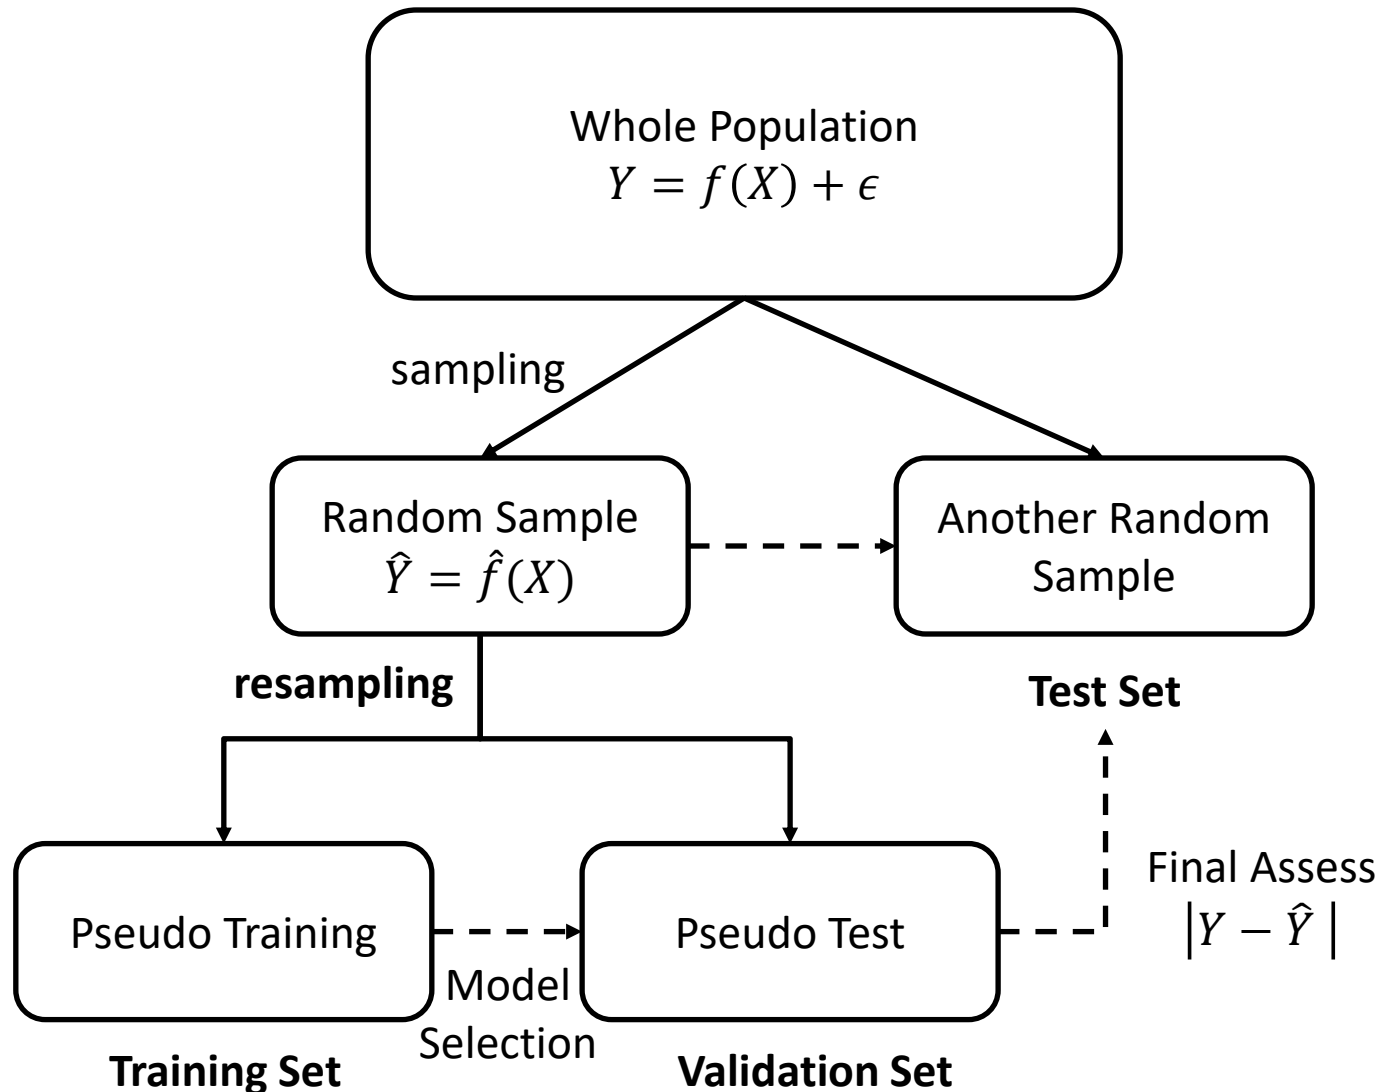 Whole Population
Y = f(X) + ϵ
sampling
Random Sample
Ŷ = f̂(X)
Another Random
Sample
resampling
Test Set
Pseudo Training
Model
Selection
Pseudo Test
Final Assess
|Y − Ŷ |
Training Set
Validation Set